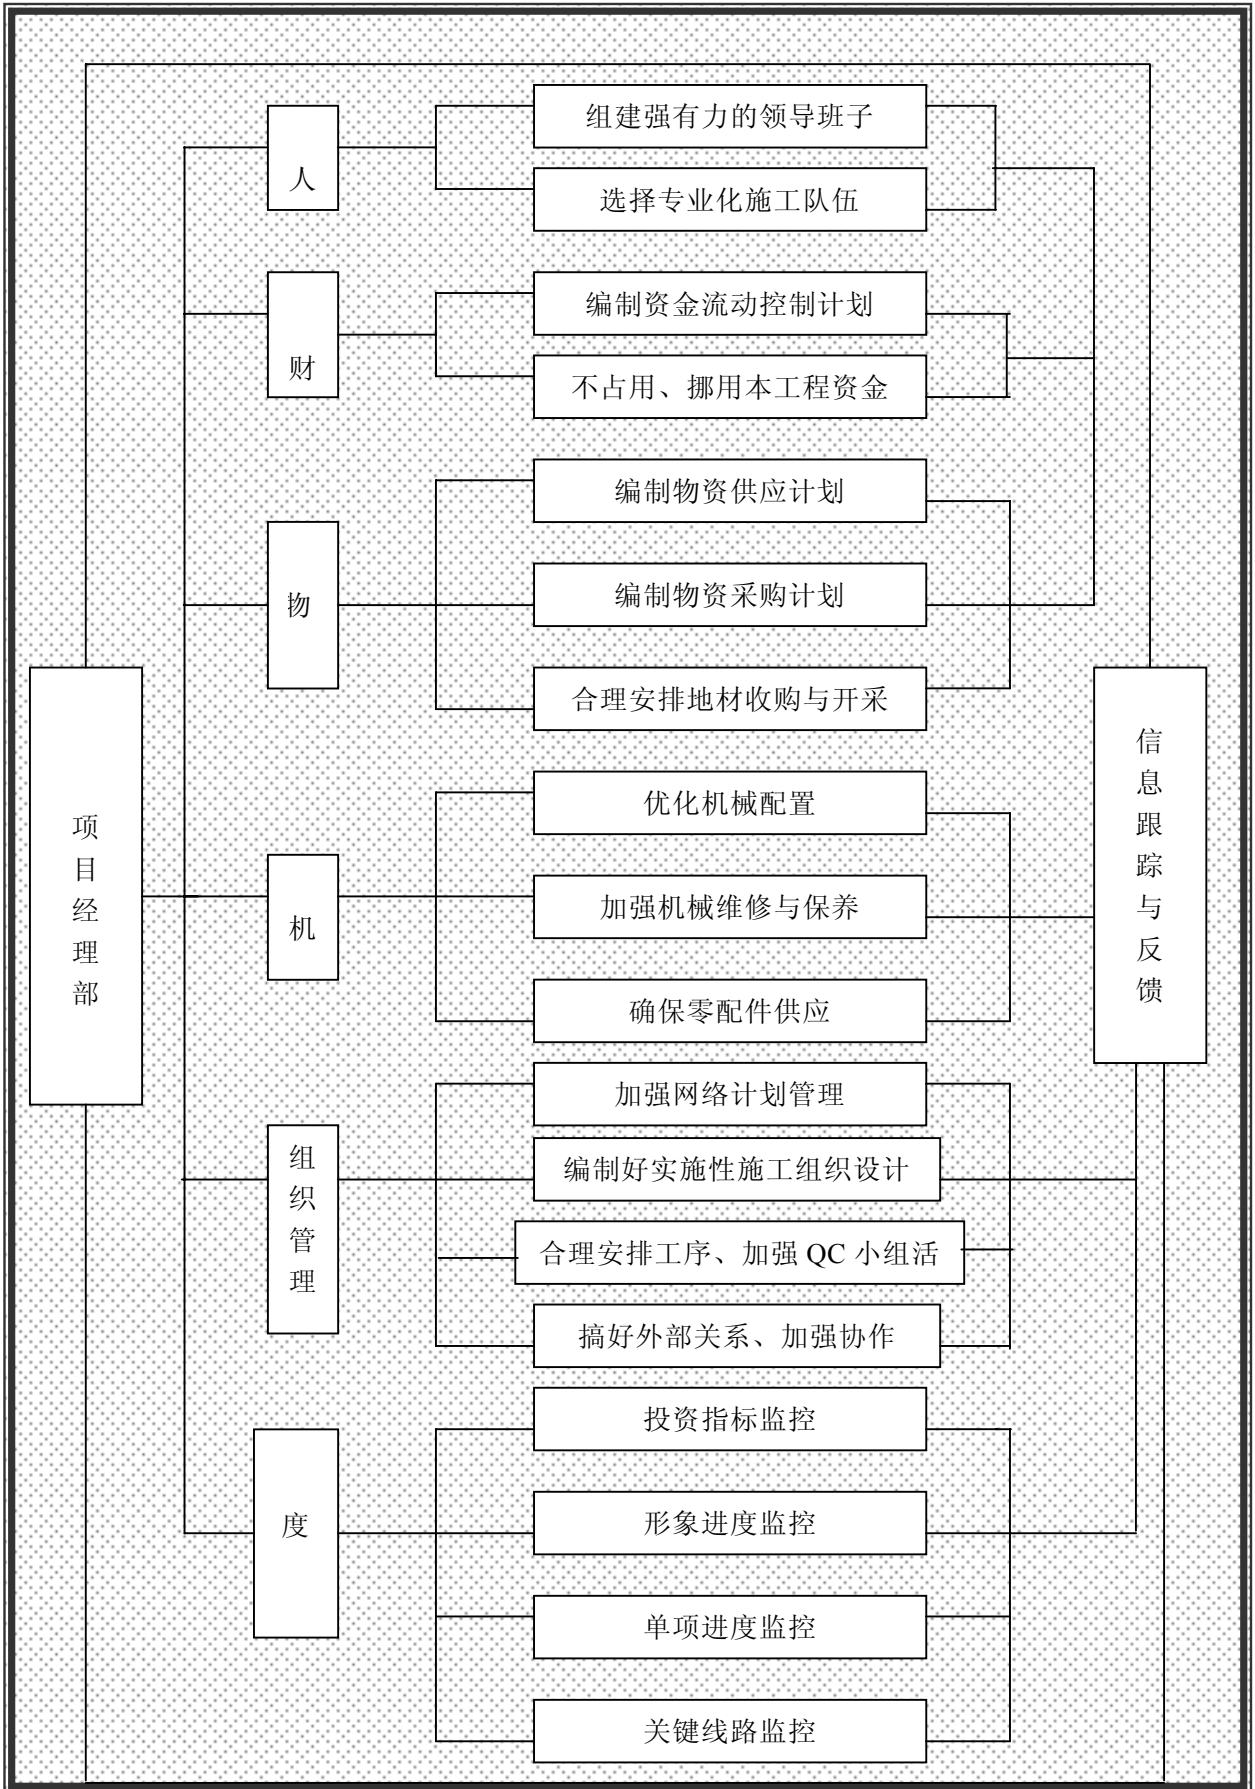 项目经理部
人
组建强有力的领导班子
选择专业化施工队伍
财
编制资金流动控制计划
不占用、挪用本工程资金
物
编制物资供应计划
编制物资采购计划
合理安排地材收购与开采
机
优化机械配置
加强机械维修与保养
确保零配件供应
组织管理
加强网络计划管理
编制好实施性施工组织设计
合理安排工序、加强 QC 小组活
搞好外部关系、加强协作
度
投资指标监控
形象进度监控
单项进度监控
关键线路监控
信息跟踪与反馈